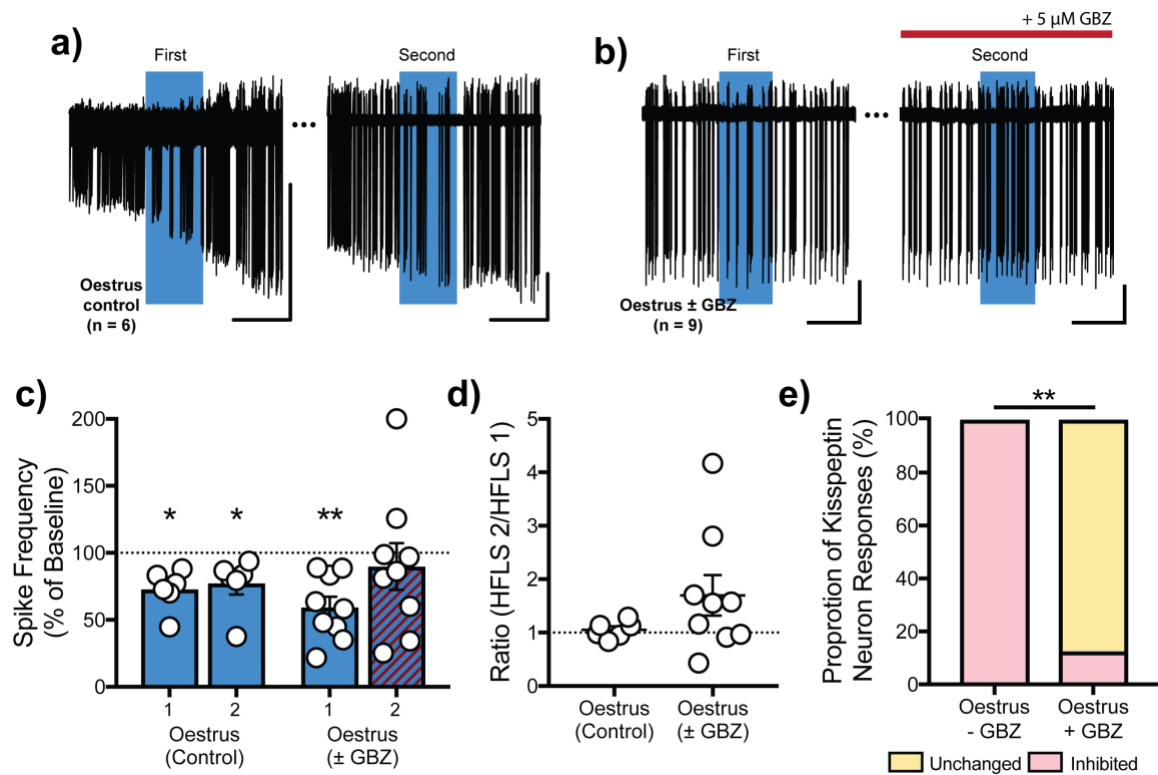 a)
First
Second
Oestrus
control
(n = 6)
b)
+ 5 µM GBZ
First
Second
Oestrus ± GBZ
(n = 9)
c)
Spike Frequency
(% of Baseline)
200
150
100
50
0
* * **
1 2 1 2
Oestrus Oestrus
(Control) (± GBZ)
d)
Ratio (HFLS 2/HFLS 1)
5
4
3
2
1
0
Oestrus Oestrus
(Control) (± GBZ)
e)
Proprotion of Kisspeptin
Neuron Responses (%)
100
80
60
40
20
0
**
Oestrus Oestrus
- GBZ + GBZ
Unchanged Inhibited